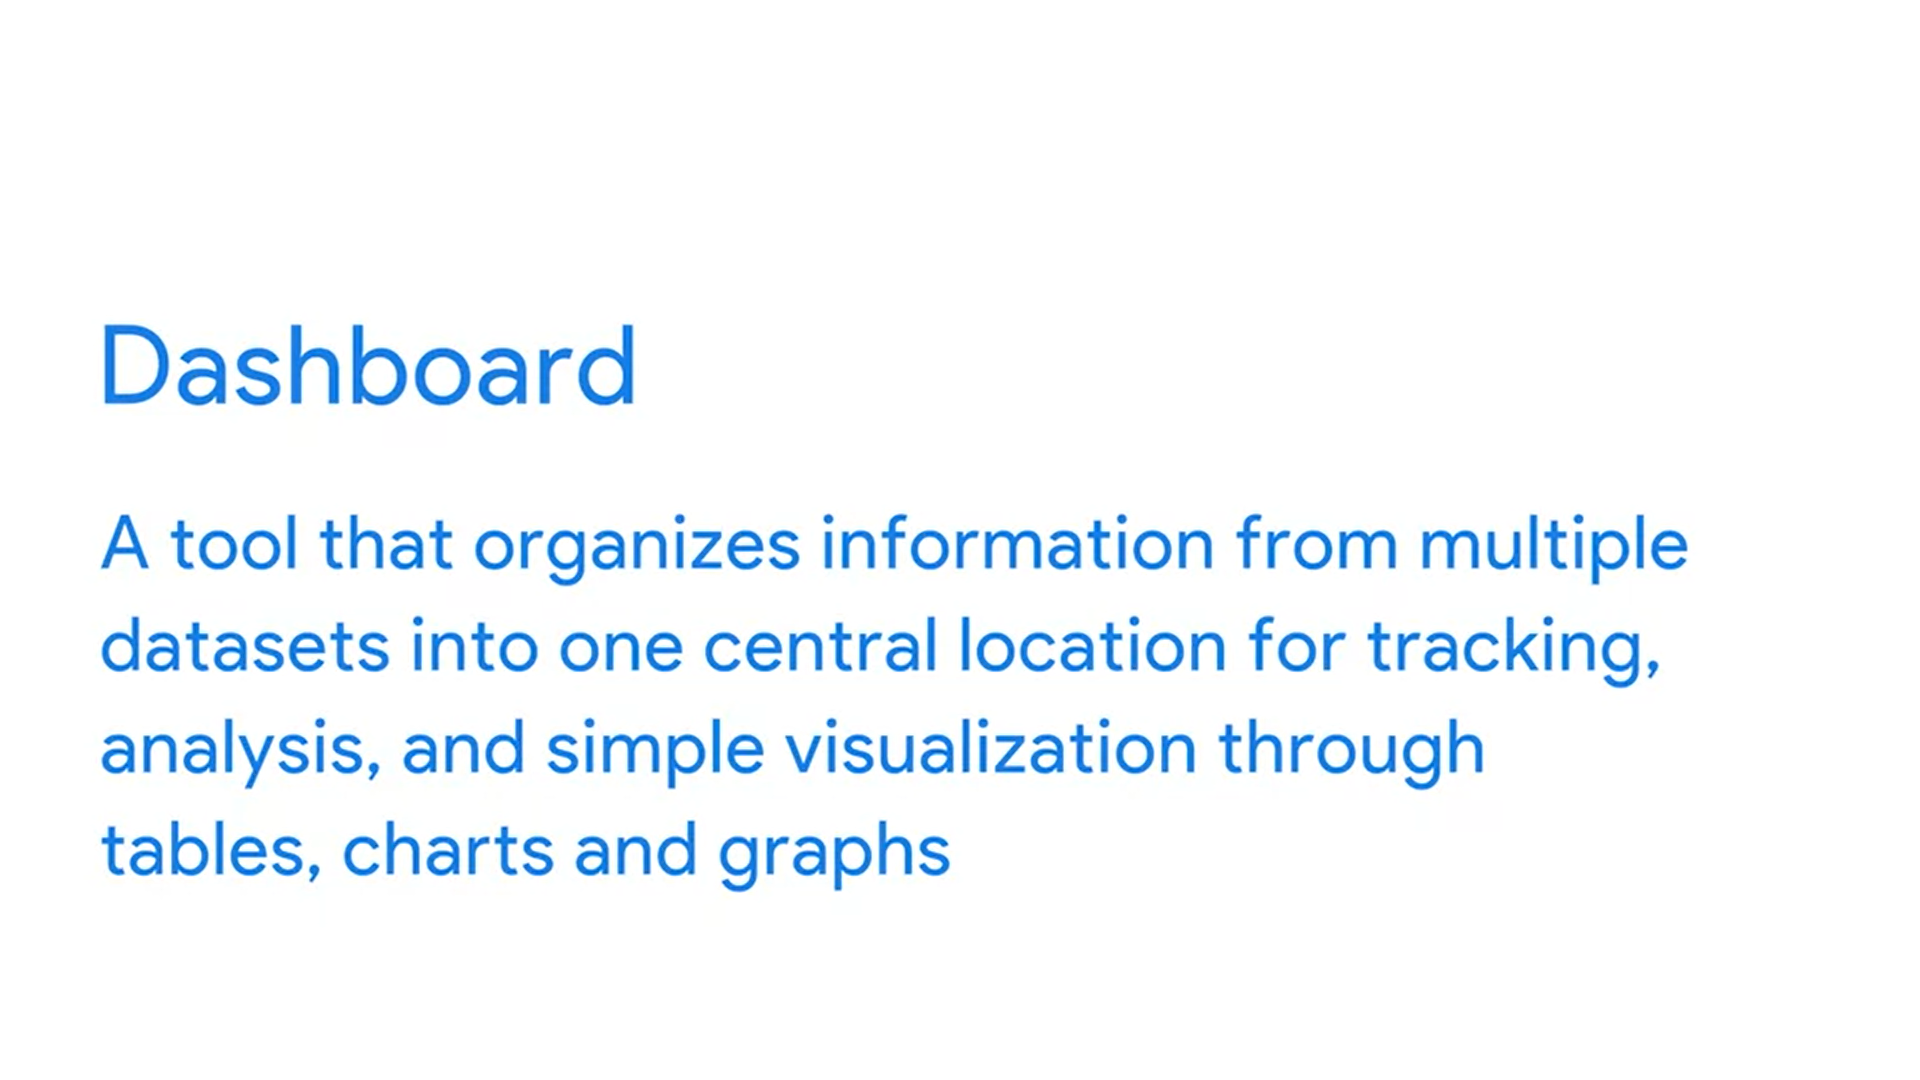 Dashboard
A tool that organizes information from multiple
datasets into one central location for tracking,
analysis, and simple visualization through
tables, charts and graphs